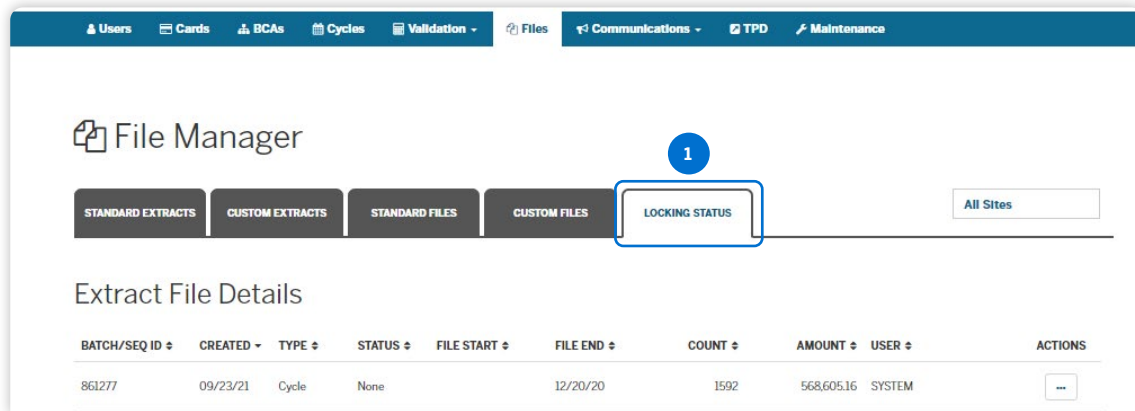 Users Cards BCAs Cycles Validation Files Communications TPD Maintenance
File Manager
1
STANDARD EXTRACTS CUSTOM EXTRACTS STANDARD FILES CUSTOM FILES LOCKING STATUS All Sites
Extract File Details
BATCH/SEQ ID CREATED TYPE STATUS FILE START FILE END COUNT AMOUNT USER ACTIONS
861277 09/23/21 Cycle None 12/20/20 1592 568,605.16 SYSTEM ...